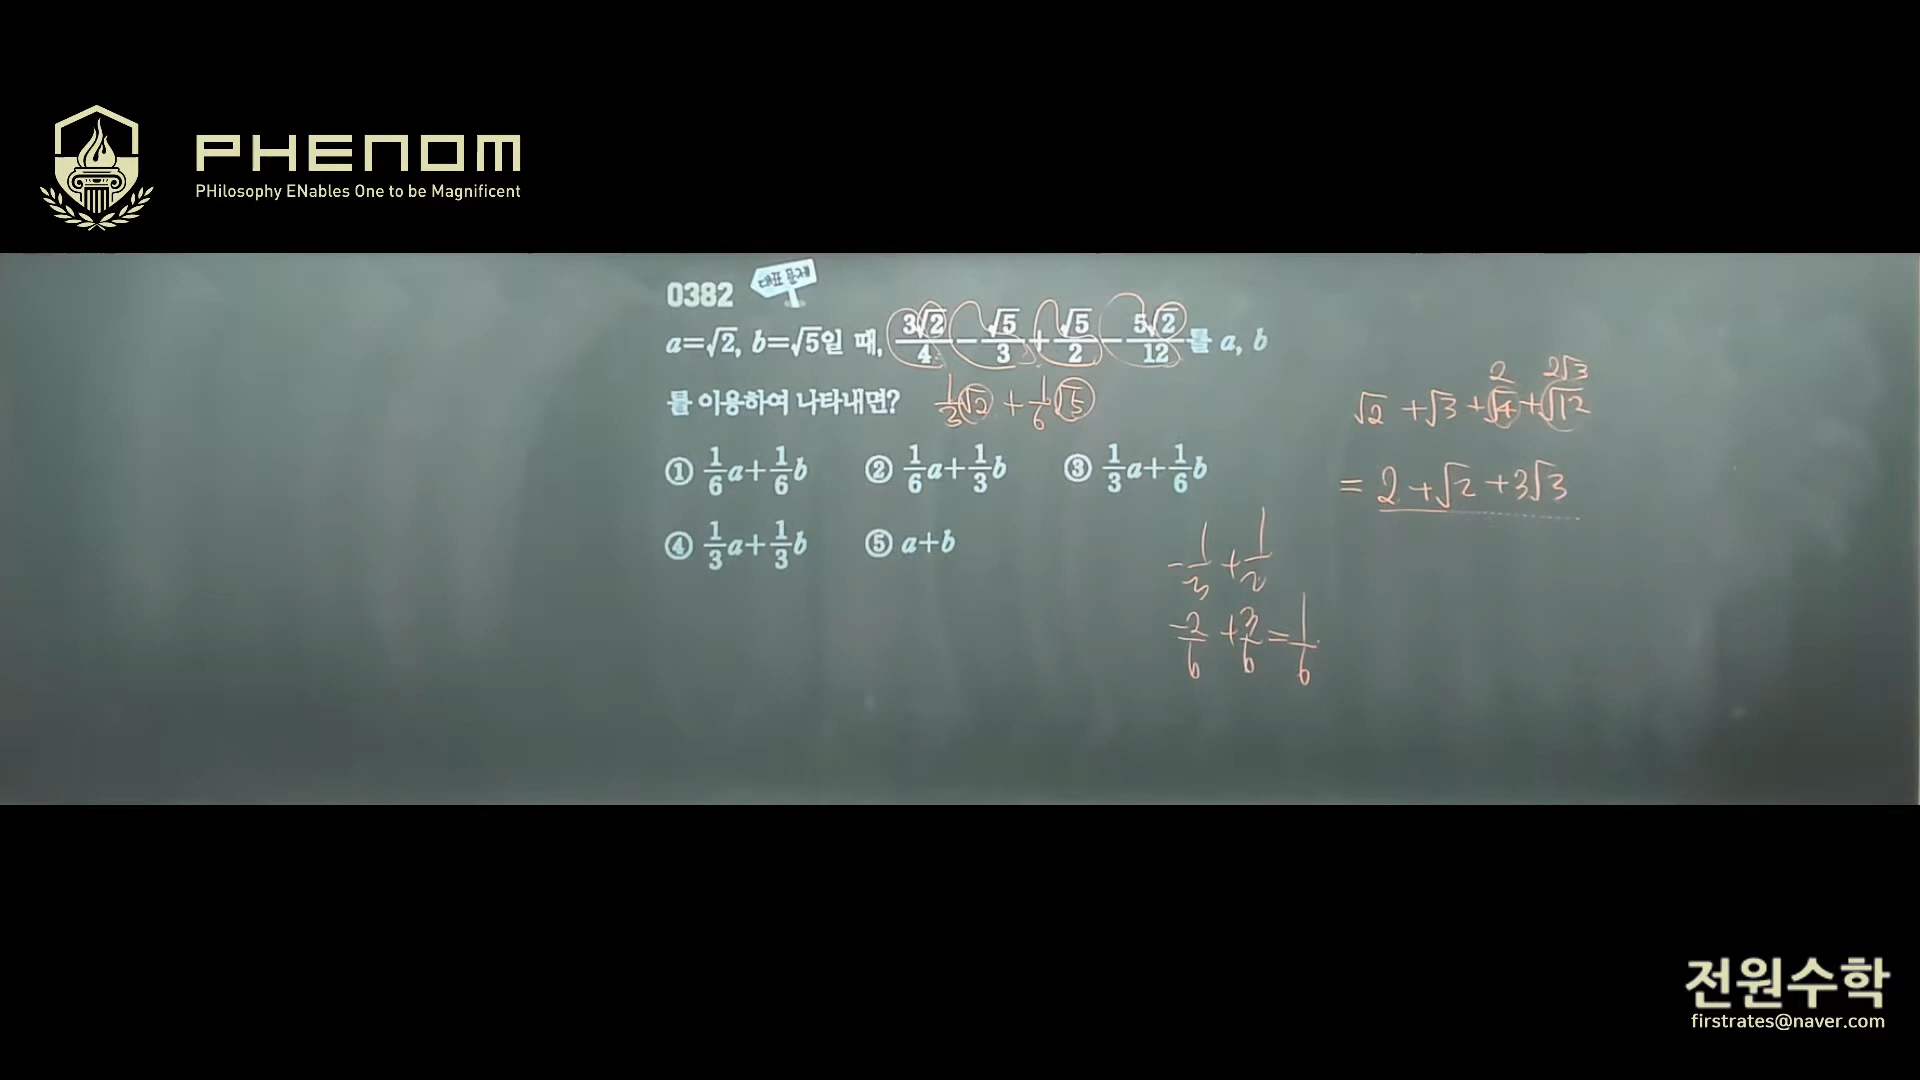 PHENOM
PHilosophy ENables One to be Magnificent
0382 대표 문제
a=√2, b=√5일 때, 3√2/4 − √5/3 + √5/2 − 5√2/12 를 a, b
를 이용하여 나타내면? 1/3√2 + 1/6√5
① 1/6a+1/6b ② 1/6a+1/3b ③ 1/3a+1/6b
④ 1/3a+1/3b ⑤ a+b
2 2√3
√2 +√3 +√4 +√12
= 2+√2 +3√3
-1/3 + 1/2
-2/6 + 3/6 = 1/6
전원수학
firstrates@naver.com